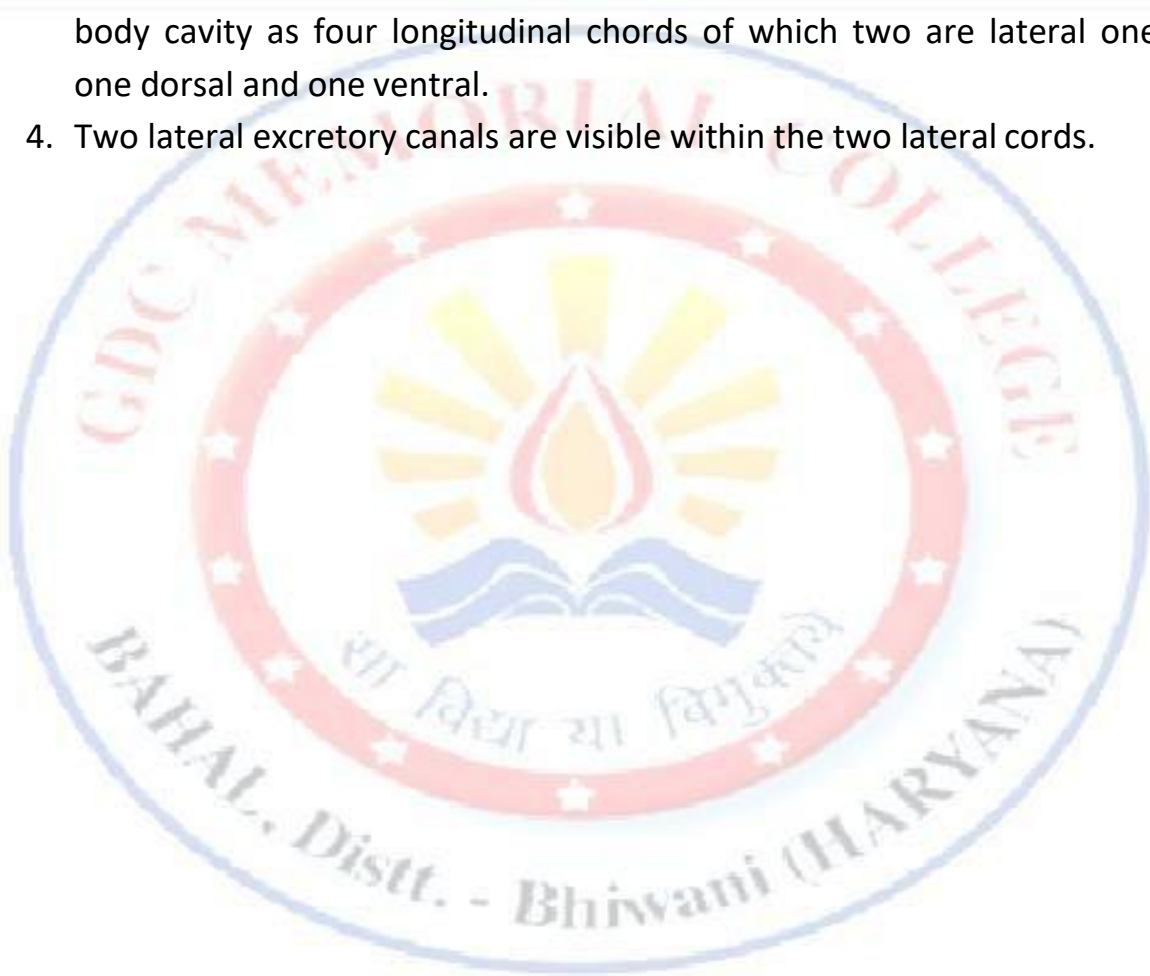 body cavity as four longitudinal chords of which two are lateral one
one dorsal and one ventral.
4. Two lateral excretory canals are visible within the two lateral cords.
GDC MEMORIAL COLLEGE
सा विद्या या विमुक्तये
BAHAL, Distt. - Bhiwani (HARYANA)